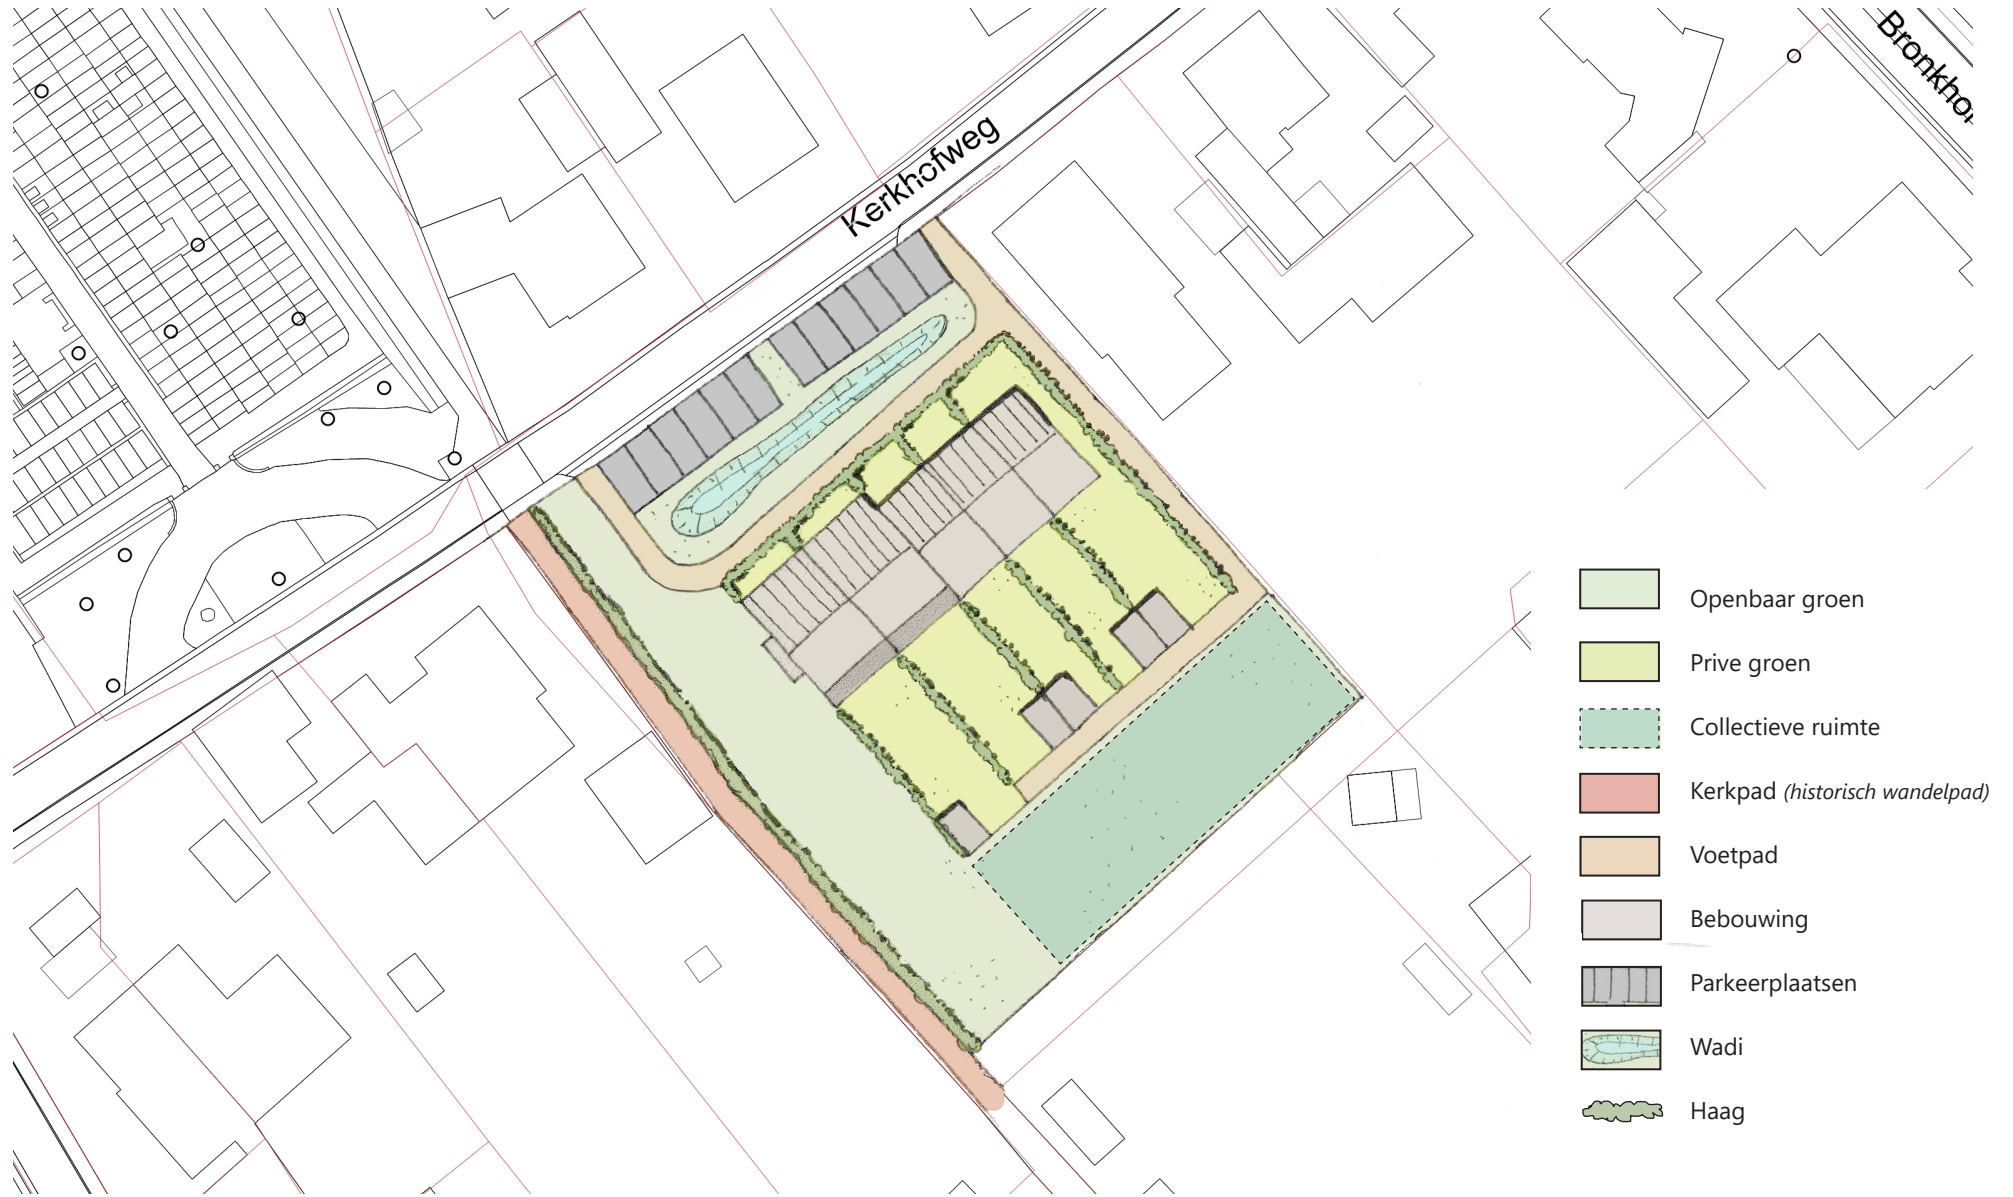 Kerkhofweg
Bronkhor
Openbaar groen
Prive groen
Collectieve ruimte
Kerkpad (historisch wandelpad)
Voetpad
Bebouwing
Parkeerplaatsen
Wadi
Haag